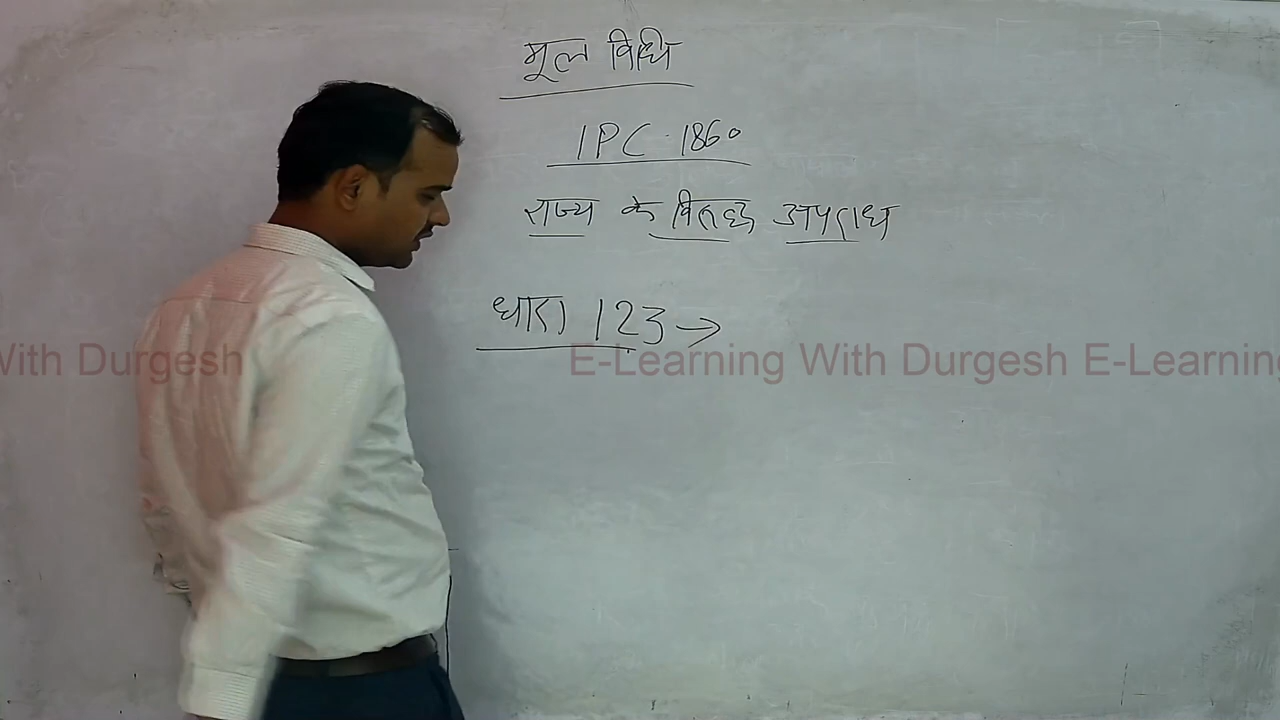 मूल विधि
IPC-1860
राज्य के विरूद्ध अपराध
धारा 123 →
With Durgesh E-Learning With Durgesh E-Learning